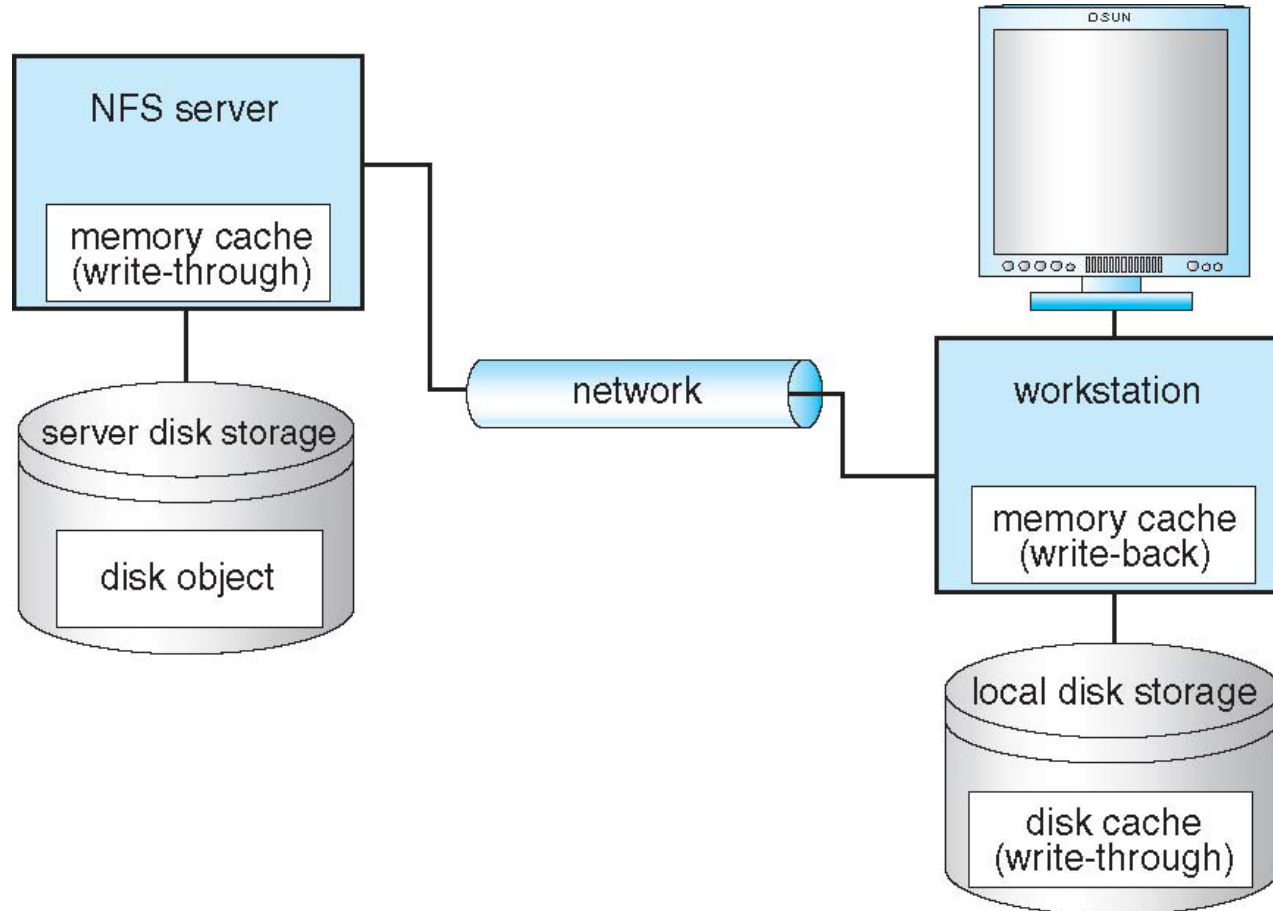 NFS server
memory cache
(write-through)
server disk storage
disk object
network
OSUN
workstation
memory cache
(write-back)
local disk storage
disk cache
(write-through)